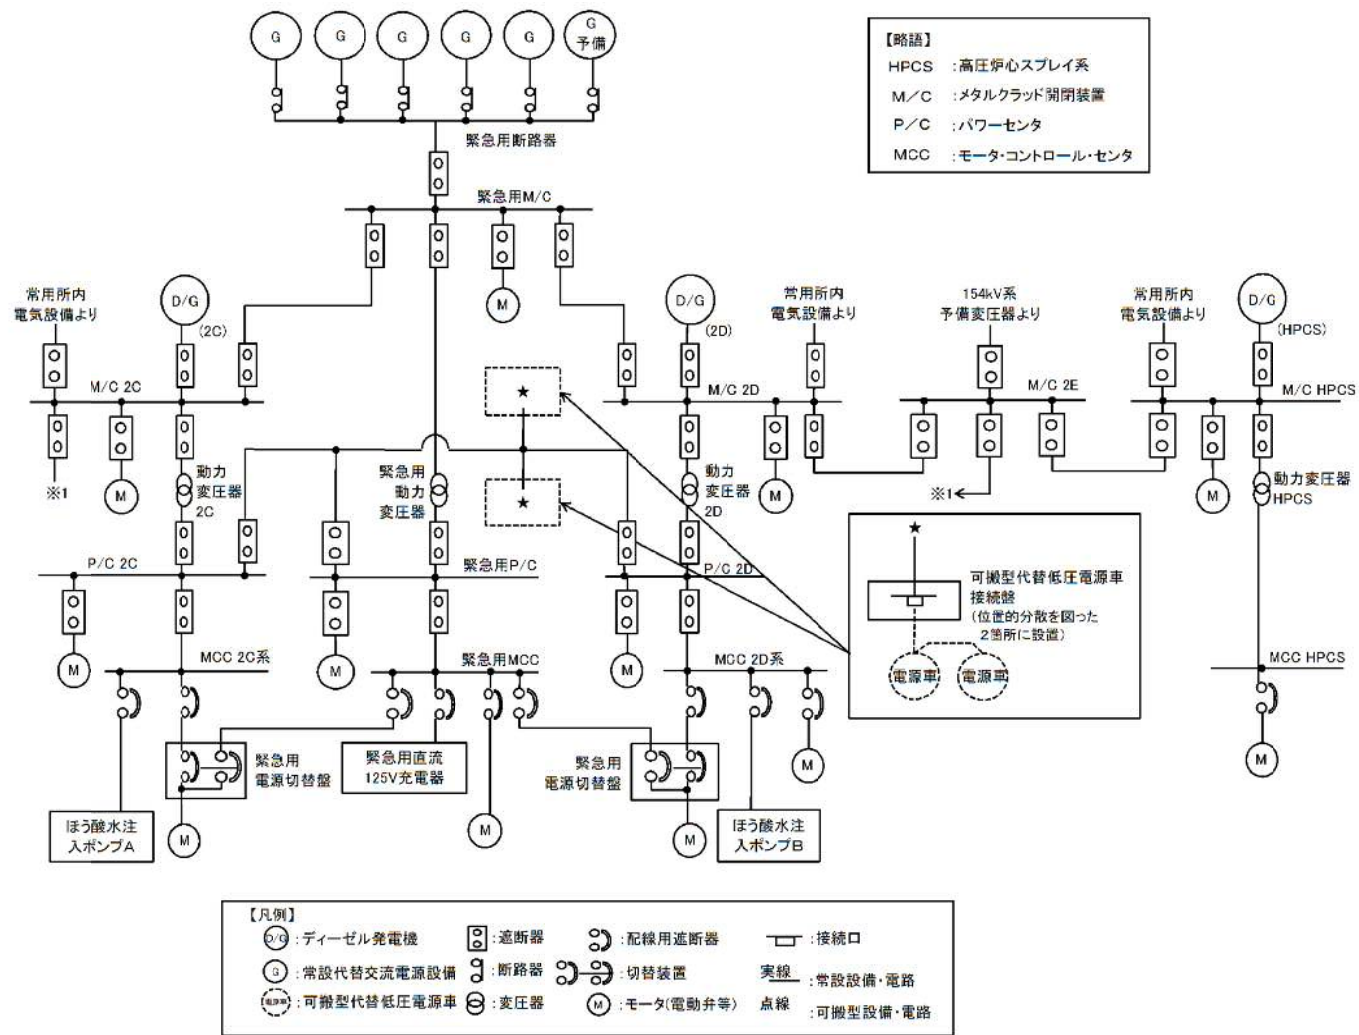 G
G
G
G
G
G
予備
【略語】
HPCS :高圧炉心スプレイ系
M/C :メタルクラッド開閉装置
P/C :パワーセンタ
MCC :モータ・コントロール・センタ
緊急用断路器
緊急用M/C
M
常用所内
電気設備より
D/G
(2C)
D/G
(2D)
常用所内
電気設備より
154kV系
予備変圧器より
常用所内
電気設備より
D/G
(HPCS)
M/C 2C
★
M/C 2D
M/C 2E
M/C HPCS
※1
M
動力
変圧器
2C
緊急用
動力
変圧器
★
動力
変圧器
2D
M
※1
M
動力変圧器
HPCS
P/C 2C
緊急用P/C
P/C 2D
★
可搬型代替低圧電源車
接続盤
(位置的分散を図った
2箇所に設置)
電源車
電源車
M
M
M
MCC 2C系
緊急用MCC
MCC 2D系
MCC HPCS
緊急用
電源切替盤
緊急用直流
125V充電器
緊急用
電源切替盤
M
M
ほう酸水注
入ポンプA
M
M
M
ほう酸水注
入ポンプB
【凡例】
D/G :ディーゼル発電機
:遮断器
:配線用遮断器
:接続口
G :常設代替交流電源設備
:断路器
:切替装置
実線 :常設設備・電路
電源車 :可搬型代替低圧電源車
:変圧器
M :モータ(電動弁等)
点線 :可搬型設備・電路